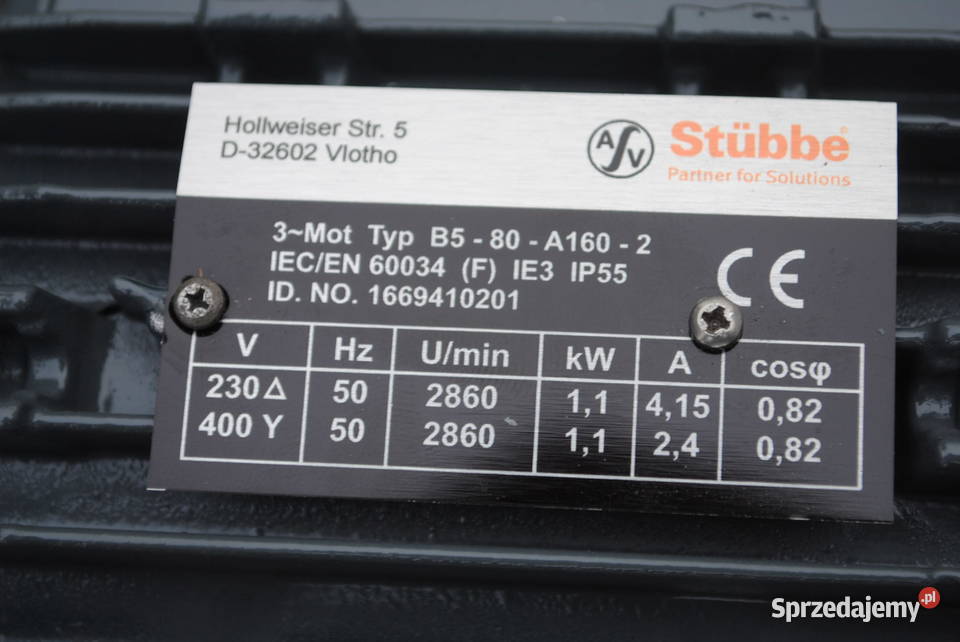 Hollweiser Str. 5
D-32602 Vlotho
ASV Stübbe®
Partner for Solutions
3~Mot Typ B5 - 80 - A160 - 2
IEC/EN 60034 (F) IE3 IP55
ID. NO. 1669410201
CE
V Hz U/min kW A cosφ
230 Δ 50 2860 1,1 4,15 0,82
400 Y 50 2860 1,1 2,4 0,82
Sprzedajemy.pl